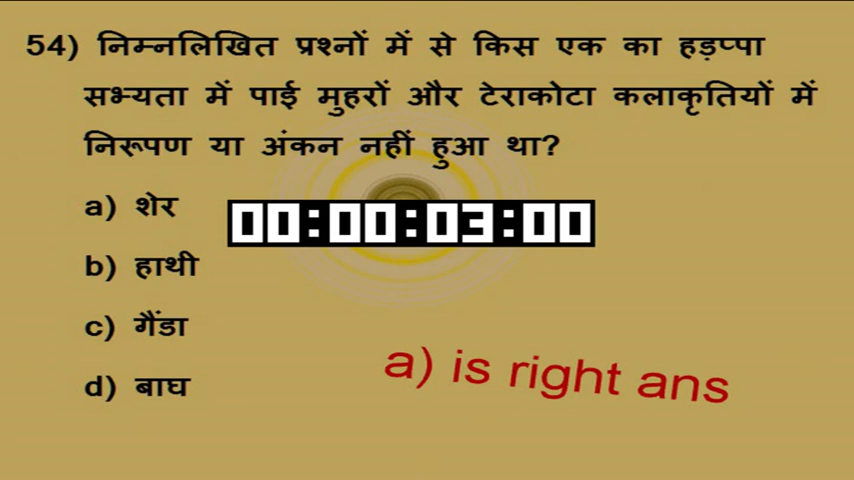 54) निम्नलिखित प्रश्नों में से किस एक का हड़प्पा
सभ्यता में पाई मुहरों और टेराकोटा कलाकृतियों में
निरूपण या अंकन नहीं हुआ था?
a) शेर
00:00:03:00
b) हाथी
c) गैंडा
a) is right ans
d) बाघ